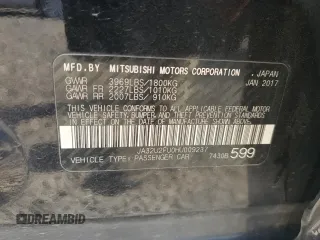 MFD.BY MITSUBISHI MOTORS CORPORATION , JAPAN
GVWR 3969LBS/1800KG JAN 2017
GAWR FR 2227LBS/1010KG
GAWR RR 2007LBS/ 910KG
THIS VEHICLE CONFORMS TO ALL APPLICABLE FEDERAL MOTOR
VEHICLE SAFETY, BUMPER AND THEFT PREVENTION STANDARDS
IN EFFECT ON THE DATE OF MANUFACTURE SHOWN ABOVE.
JA32U2FU0HU009237
VEHICLE TYPE: PASSENGER CAR 599
DREAMBID